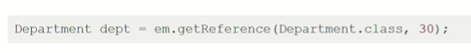 Department dept = em.getReference(Department.class, 30);